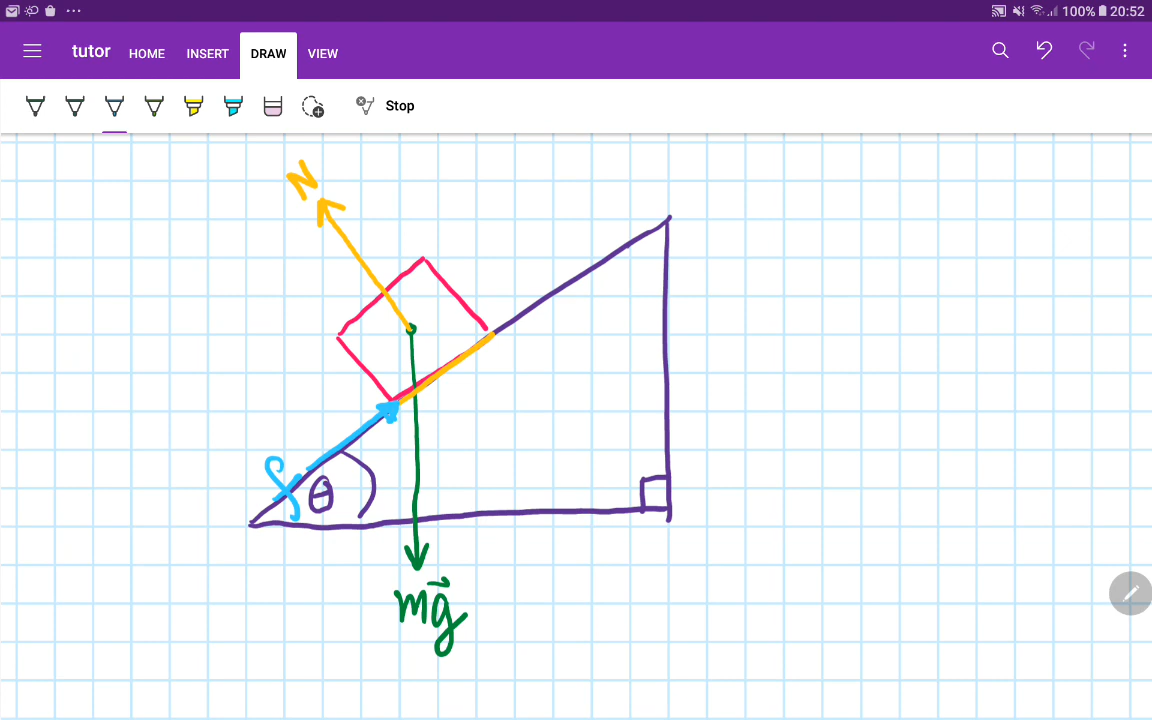 100% 20:52
tutor HOME INSERT DRAW VIEW
Stop
N
θ
mg⃗